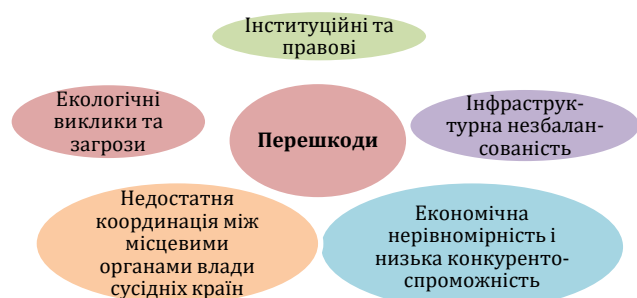 Інституційні та
правові
Екологічні
виклики та
загрози
Перешкоди
Інфраструк-
турна незбалан-
сованість
Недостатня
координація між
місцевими
органами влади
сусідніх країн
Економічна
нерівномірність і
низька конкуренто-
спроможність